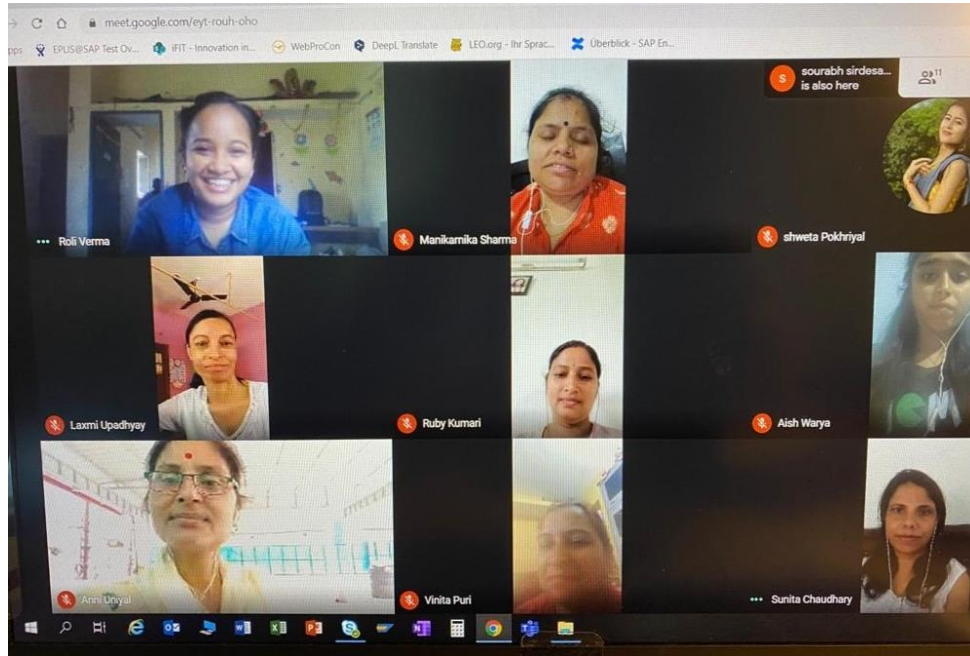 meet.google.com/eyt-rouh-oho
pps EPLIS@SAP Test Ov... iFIT - Innovation in... WebProCon DeepL Translate LEO.org - Ihr Sprac... Überblick - SAP En...
S sourabh sirdesa...
is also here
11
Roli Verma
Manikarnika Sharma
shweta Pokhriyal
Laxmi Upadhyay
Ruby Kumari
Aish Warya
Anni Uniyal
Vinita Puri
Sunita Chaudhary